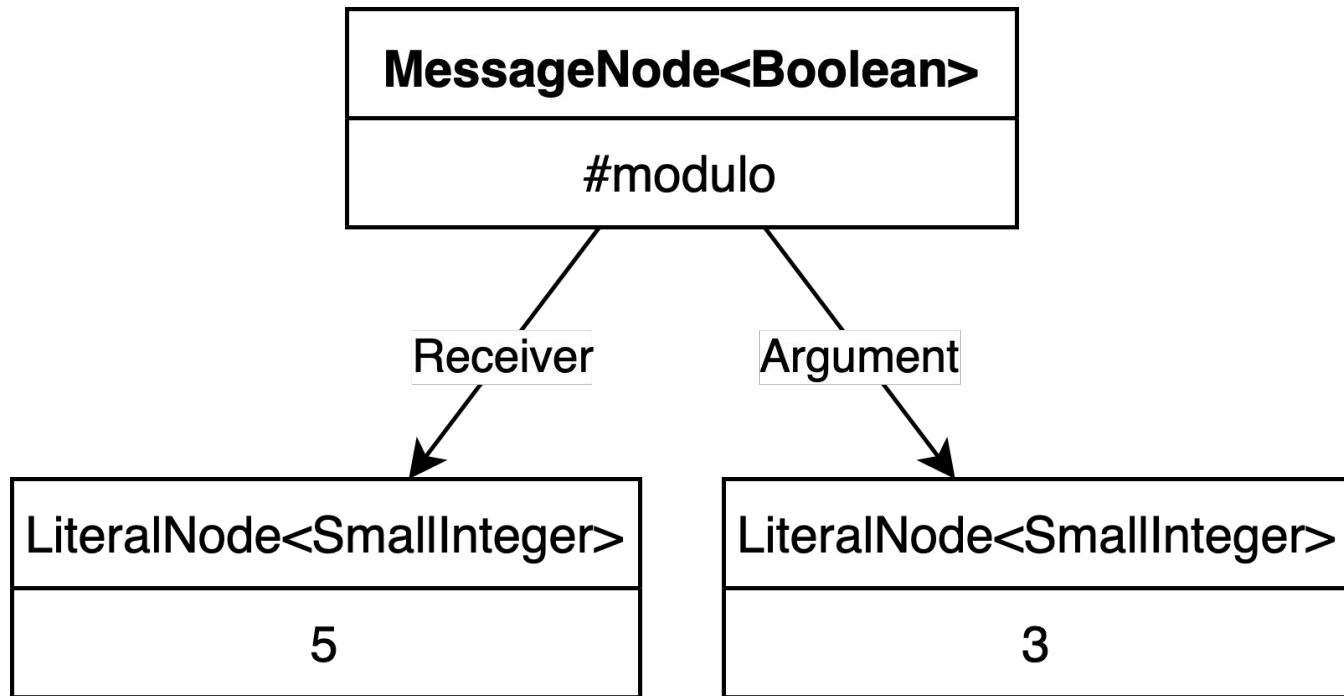 MessageNode<Boolean>
#modulo
Receiver
Argument
LiteralNode<SmallInteger>
LiteralNode<SmallInteger>
5
3